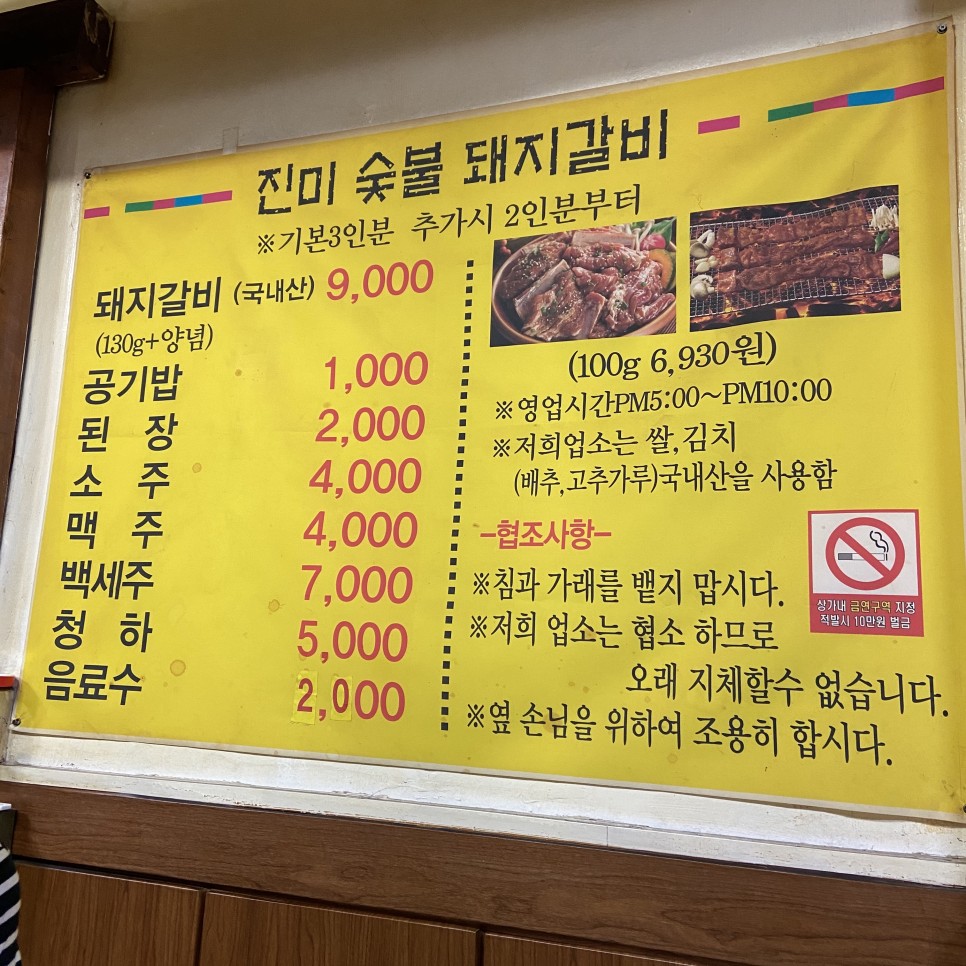 진미 숯불 돼지갈비
※기본3인분 추가시 2인분부터
돼지갈비 (국내산) 9,000
(130g+양념)
공기밥 1,000
된 장 2,000
소 주 4,000
맥 주 4,000
백세주 7,000
청 하 5,000
음료수 2,000
(100g 6,930원)
※영업시간PM5:00~PM10:00
※저희업소는 쌀,김치
(배추,고추가루)국내산을 사용함
-협조사항-
※침과 가래를 뱉지 맙시다.
※저희 업소는 협소 하므로
오래 지체할수 없습니다.
※옆 손님을 위하여 조용히 합시다.
상가내 금연구역 지정
적발시 10만원 벌금